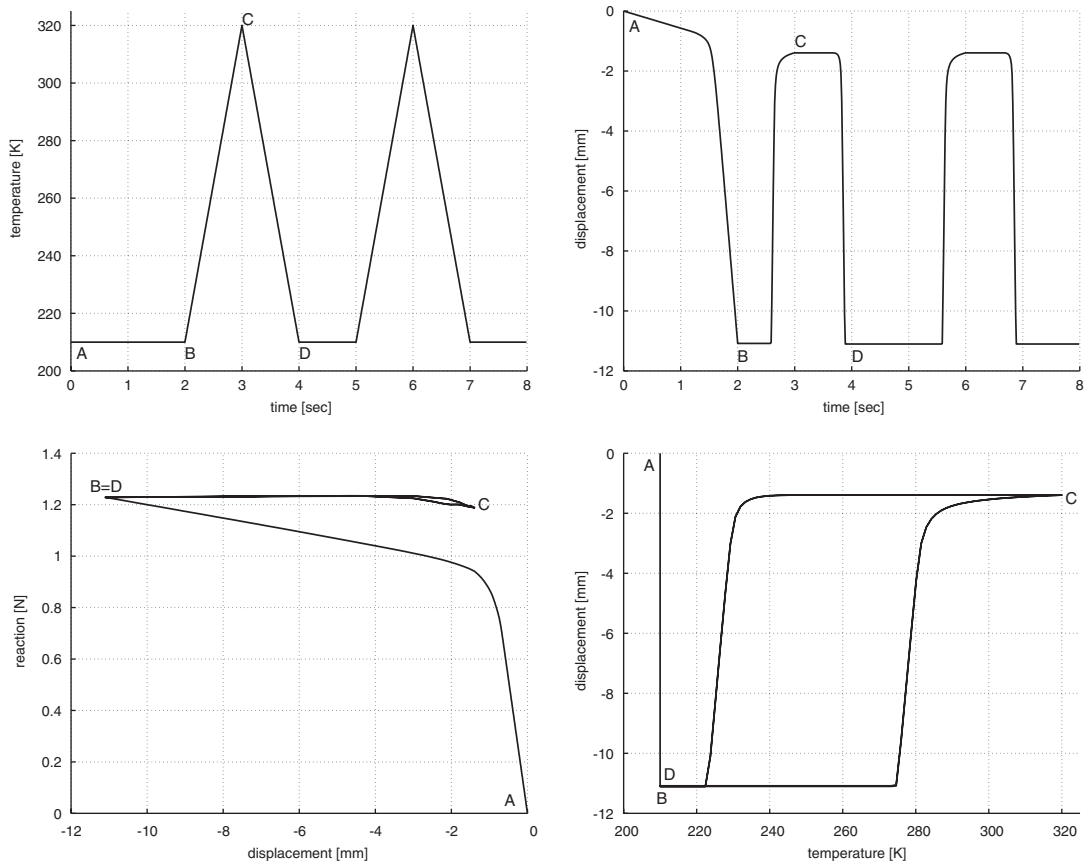 320
300
280
260
240
220
200
0 1 2 3 4 5 6 7 8
temperature [K]
time [sec]
A
B
C
D
0
-2
-4
-6
-8
-10
-12
0 1 2 3 4 5 6 7 8
displacement [mm]
time [sec]
A
B
C
D
1.4
1.2
1
0.8
0.6
0.4
0.2
0
-12 -10 -8 -6 -4 -2 0
reaction [N]
displacement [mm]
B=D
C
A
0
-2
-4
-6
-8
-10
-12
200 220 240 260 280 300 320
displacement [mm]
temperature [K]
A
C
D
B